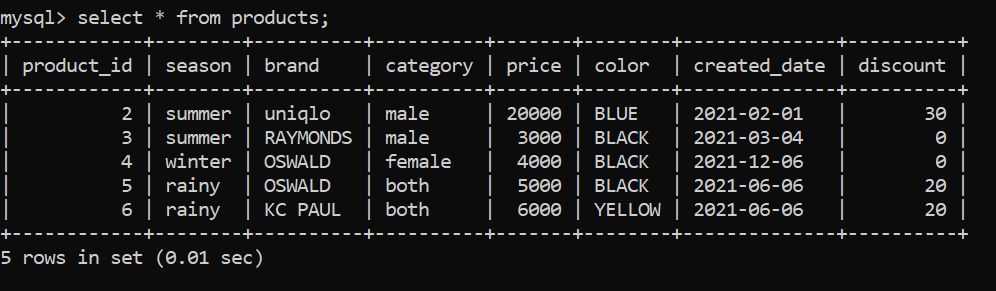 mysql> select * from products;
+------------+--------+----------+----------+-------+--------+--------------+----------+
| product_id | season | brand    | category | price | color  | created_date | discount |
+------------+--------+----------+----------+-------+--------+--------------+----------+
|          2 | summer | uniqlo   | male     | 20000 | BLUE   | 2021-02-01   |       30 |
|          3 | summer | RAYMONDS | male     |  3000 | BLACK  | 2021-03-04   |        0 |
|          4 | winter | OSWALD   | female   |  4000 | BLACK  | 2021-12-06   |        0 |
|          5 | rainy  | OSWALD   | both     |  5000 | BLACK  | 2021-06-06   |       20 |
|          6 | rainy  | KC PAUL  | both     |  6000 | YELLOW | 2021-06-06   |       20 |
+------------+--------+----------+----------+-------+--------+--------------+----------+
5 rows in set (0.01 sec)